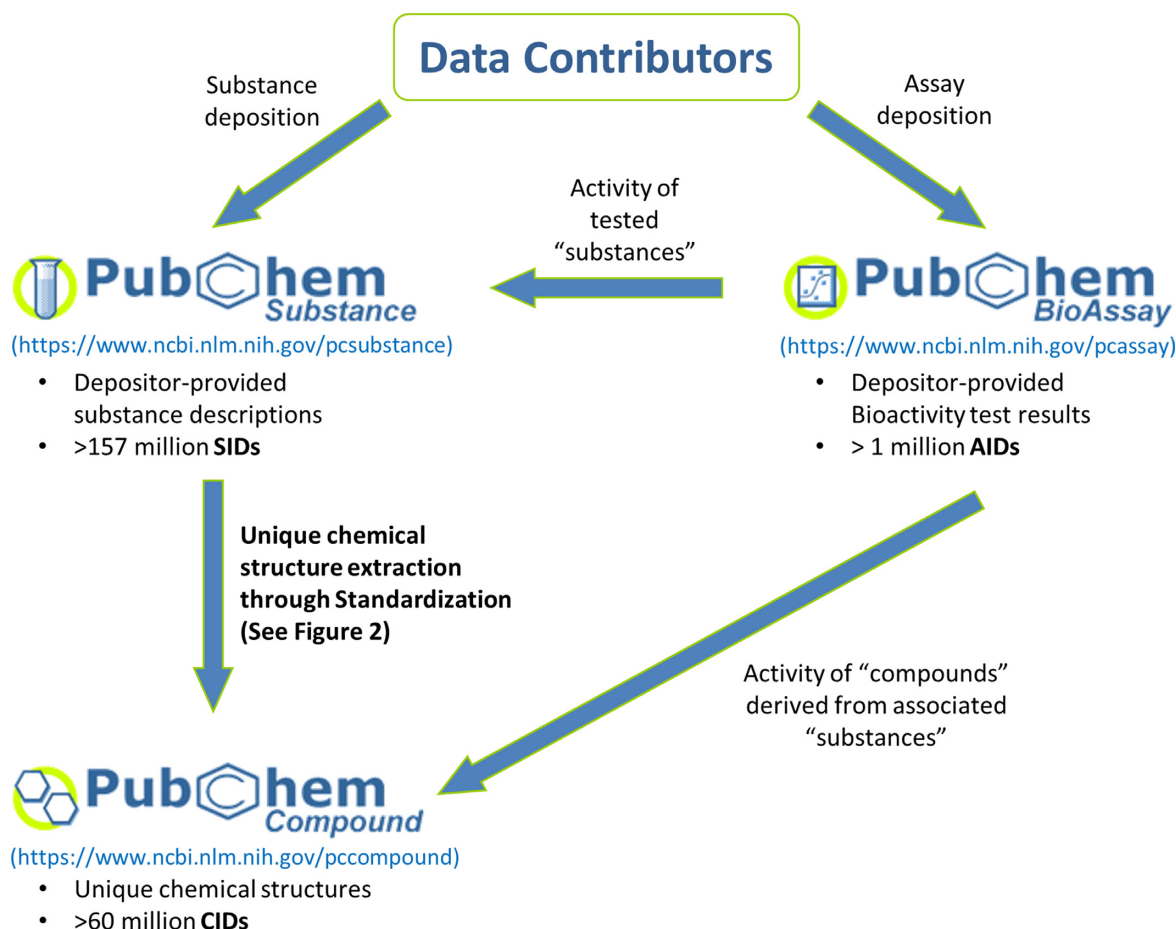 Data Contributors
Substance
deposition
Assay
deposition
Activity of
tested
“substances”
PubChem
Substance
(https://www.ncbi.nlm.nih.gov/pcsubstance)
• Depositor-provided
substance descriptions
• >157 million SIDs
PubChem
BioAssay
(https://www.ncbi.nlm.nih.gov/pcassay)
• Depositor-provided
Bioactivity test results
• > 1 million AIDs
Unique chemical
structure extraction
through Standardization
(See Figure 2)
Activity of “compounds”
derived from associated
“substances”
PubChem
Compound
(https://www.ncbi.nlm.nih.gov/pccompound)
• Unique chemical structures
• >60 million CIDs